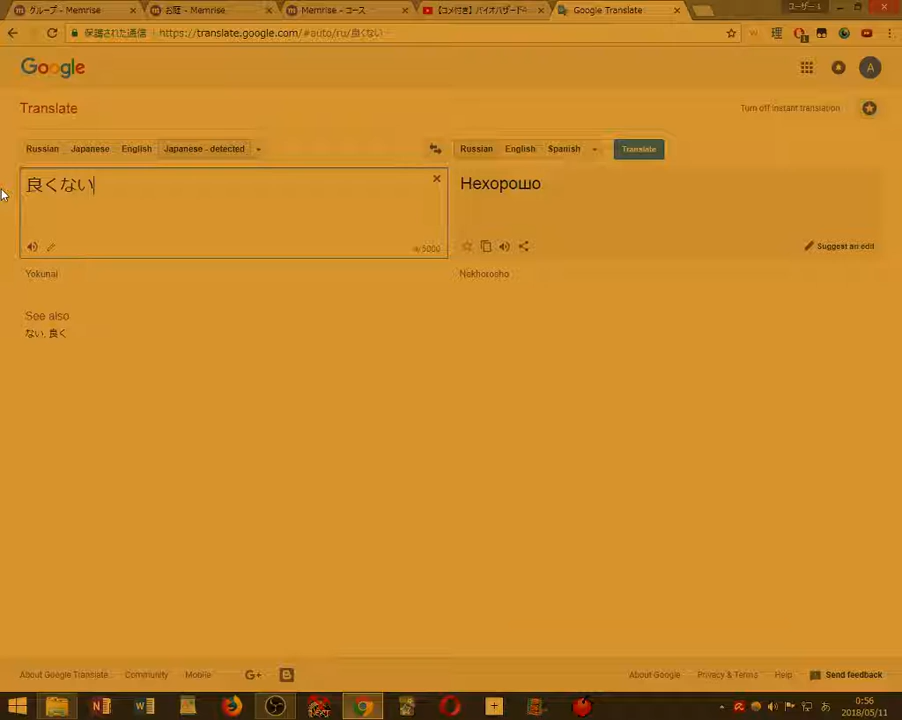 グループ - Memrise
お庭 - Memrise
Memrise - コース
【コメ付き】バイオハザード
Google Translate
ユーザー 1
保護された通信
https://translate.google.com/#auto/ru/良くない
Google
A
Translate
Turn off instant translation
Russian Japanese English Japanese - detected
Russian English Spanish Translate
良くない
Нехорошо
5000
Suggest an edit
Yokunai
Nekhorosho
See also
ない, 良く
About Google Translate Community Mobile G+ B
About Google Privacy & Terms Help Send feedback
あ
0:56
2018/05/11